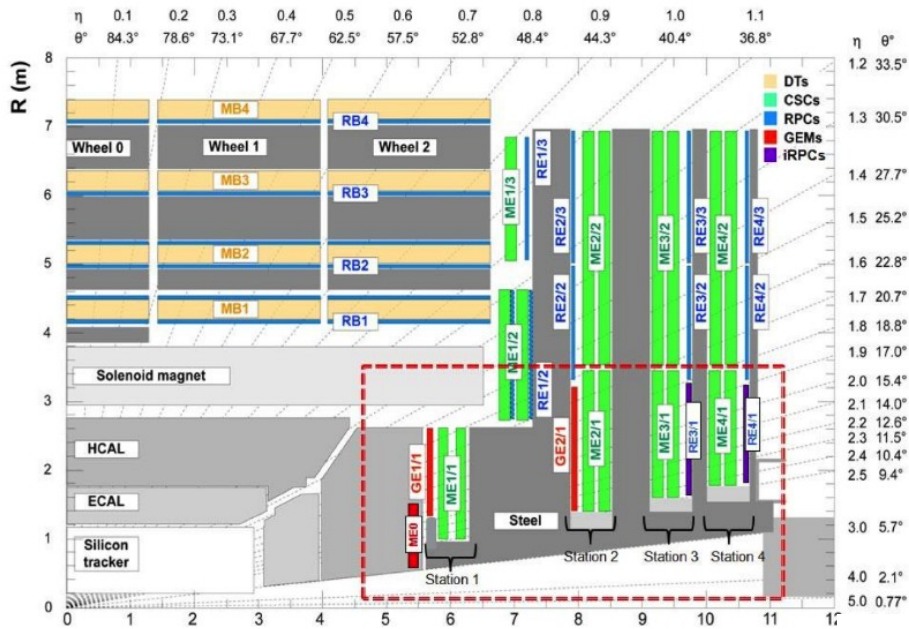 η 0.1 0.2 0.3 0.4 0.5 0.6 0.7 0.8 0.9 1.0 1.1
θ° 84.3° 78.6° 73.1° 67.7° 62.5° 57.5° 52.8° 48.4° 44.3° 40.4° 36.8° η θ°
R (m)
8
7
6
5
4
3
2
1
0
1.2 33.5°
1.3 30.5°
1.4 27.7°
1.5 25.2°
1.6 22.8°
1.7 20.7°
1.8 18.8°
1.9 17.0°
2.0 15.4°
2.1 14.0°
2.2 12.6°
2.3 11.5°
2.4 10.4°
2.5 9.4°
3.0 5.7°
4.0 2.1°
5.0 0.77°
DTs
CSCs
RPCs
GEMs
iRPCs
MB4
RB4
Wheel 0 Wheel 1 Wheel 2
MB3
RB3
MB2
RB2
MB1
RB1
ME1/3
RE1/3
RE2/3
ME2/2
ME3/2
RE3/3
ME4/2
RE4/3
RE2/2
RE3/2
RE4/2
ME1/2
RE1/2
Solenoid magnet
HCAL
ECAL
Silicon
tracker
GE1/1
ME1/1
ME0
GE2/1
ME2/1
ME3/1
RE3/1
ME4/1
RE4/1
Steel
Station 1
Station 2
Station 3
Station 4
0 1 2 3 4 5 6 7 8 9 10 11 12